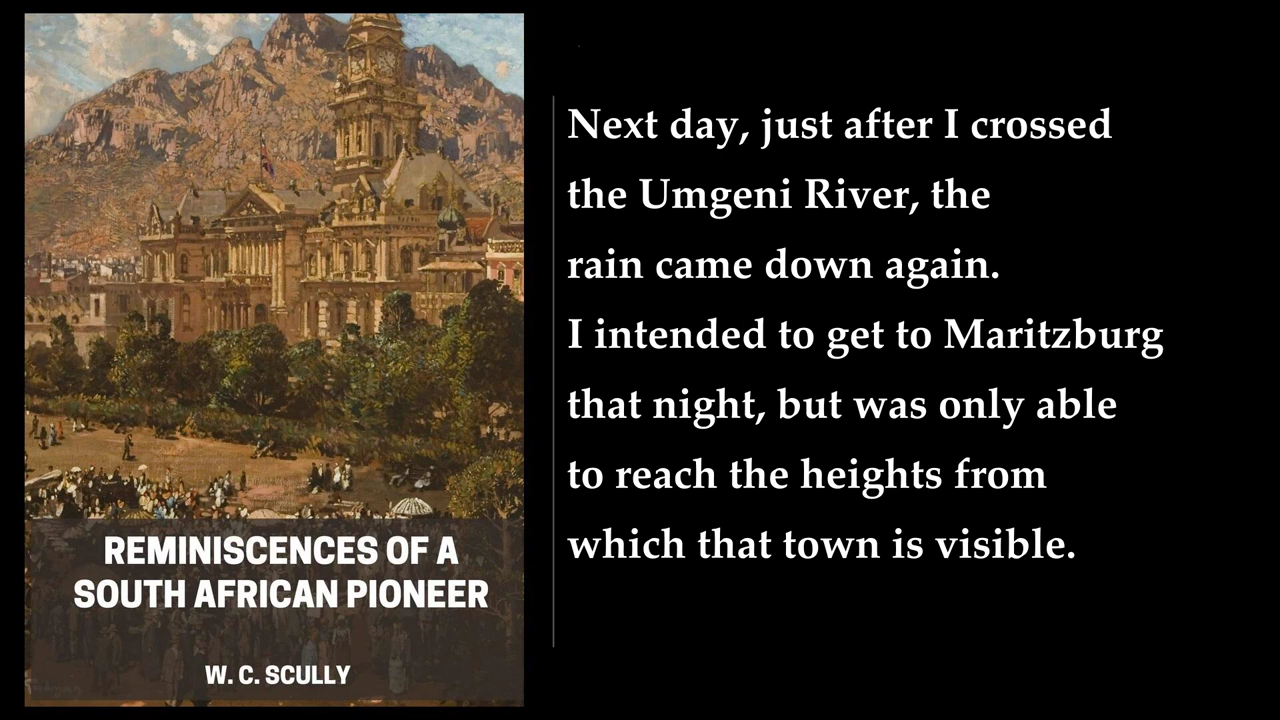 Next day, just after I crossed
the Umgeni River, the
rain came down again.
I intended to get to Maritzburg
that night, but was only able
to reach the heights from
which that town is visible.
REMINISCENCES OF A
SOUTH AFRICAN PIONEER
W. C. SCULLY